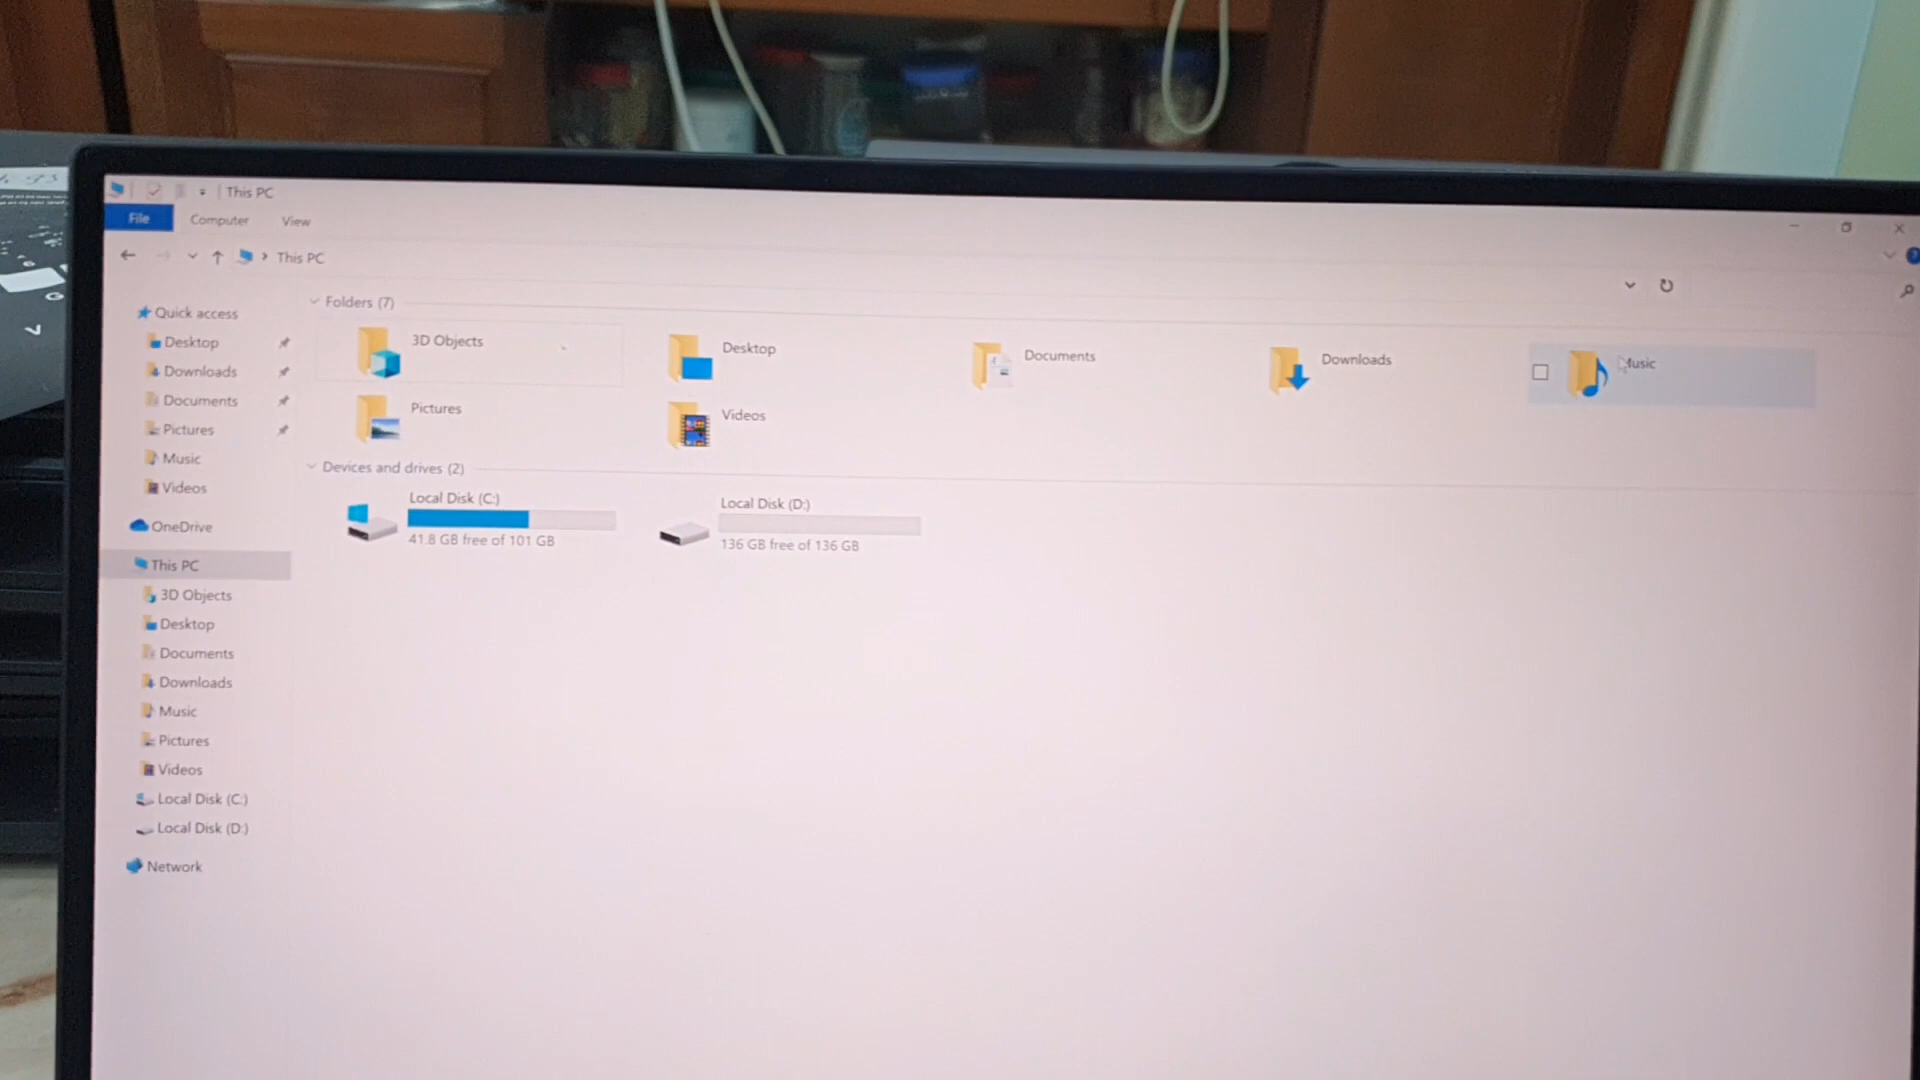 This PC
File Computer View
This PC
Quick access
Desktop
Downloads
Documents
Pictures
Music
Videos
OneDrive
This PC
3D Objects
Desktop
Documents
Downloads
Music
Pictures
Videos
Local Disk (C:)
Local Disk (D:)
Network
Folders (7)
3D Objects
Desktop
Documents
Downloads
Music
Pictures
Videos
Devices and drives (2)
Local Disk (C:)
41.8 GB free of 101 GB
Local Disk (D:)
136 GB free of 136 GB